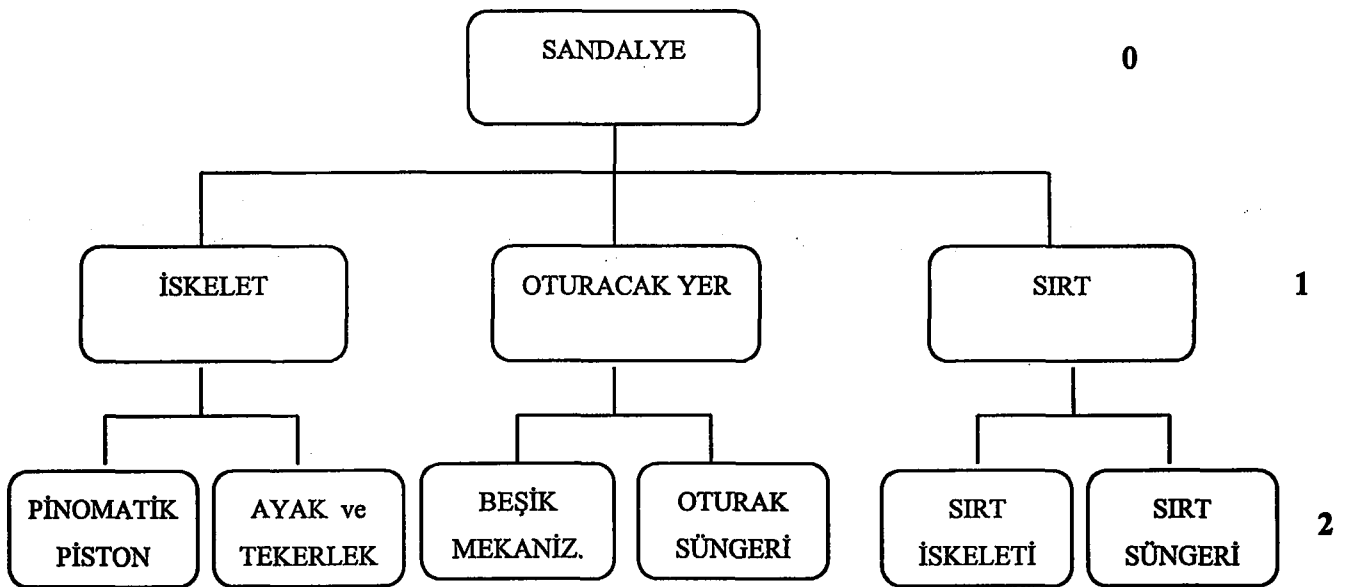 SANDALYE
0
İSKELET
OTURACAK YER
SIRT
1
PİNOMATİK
PİSTON
AYAK ve
TEKERLEK
BEŞİK
MEKANİZ.
OTURAK
SÜNGERİ
SIRT
İSKELETİ
SIRT
SÜNGERİ
2